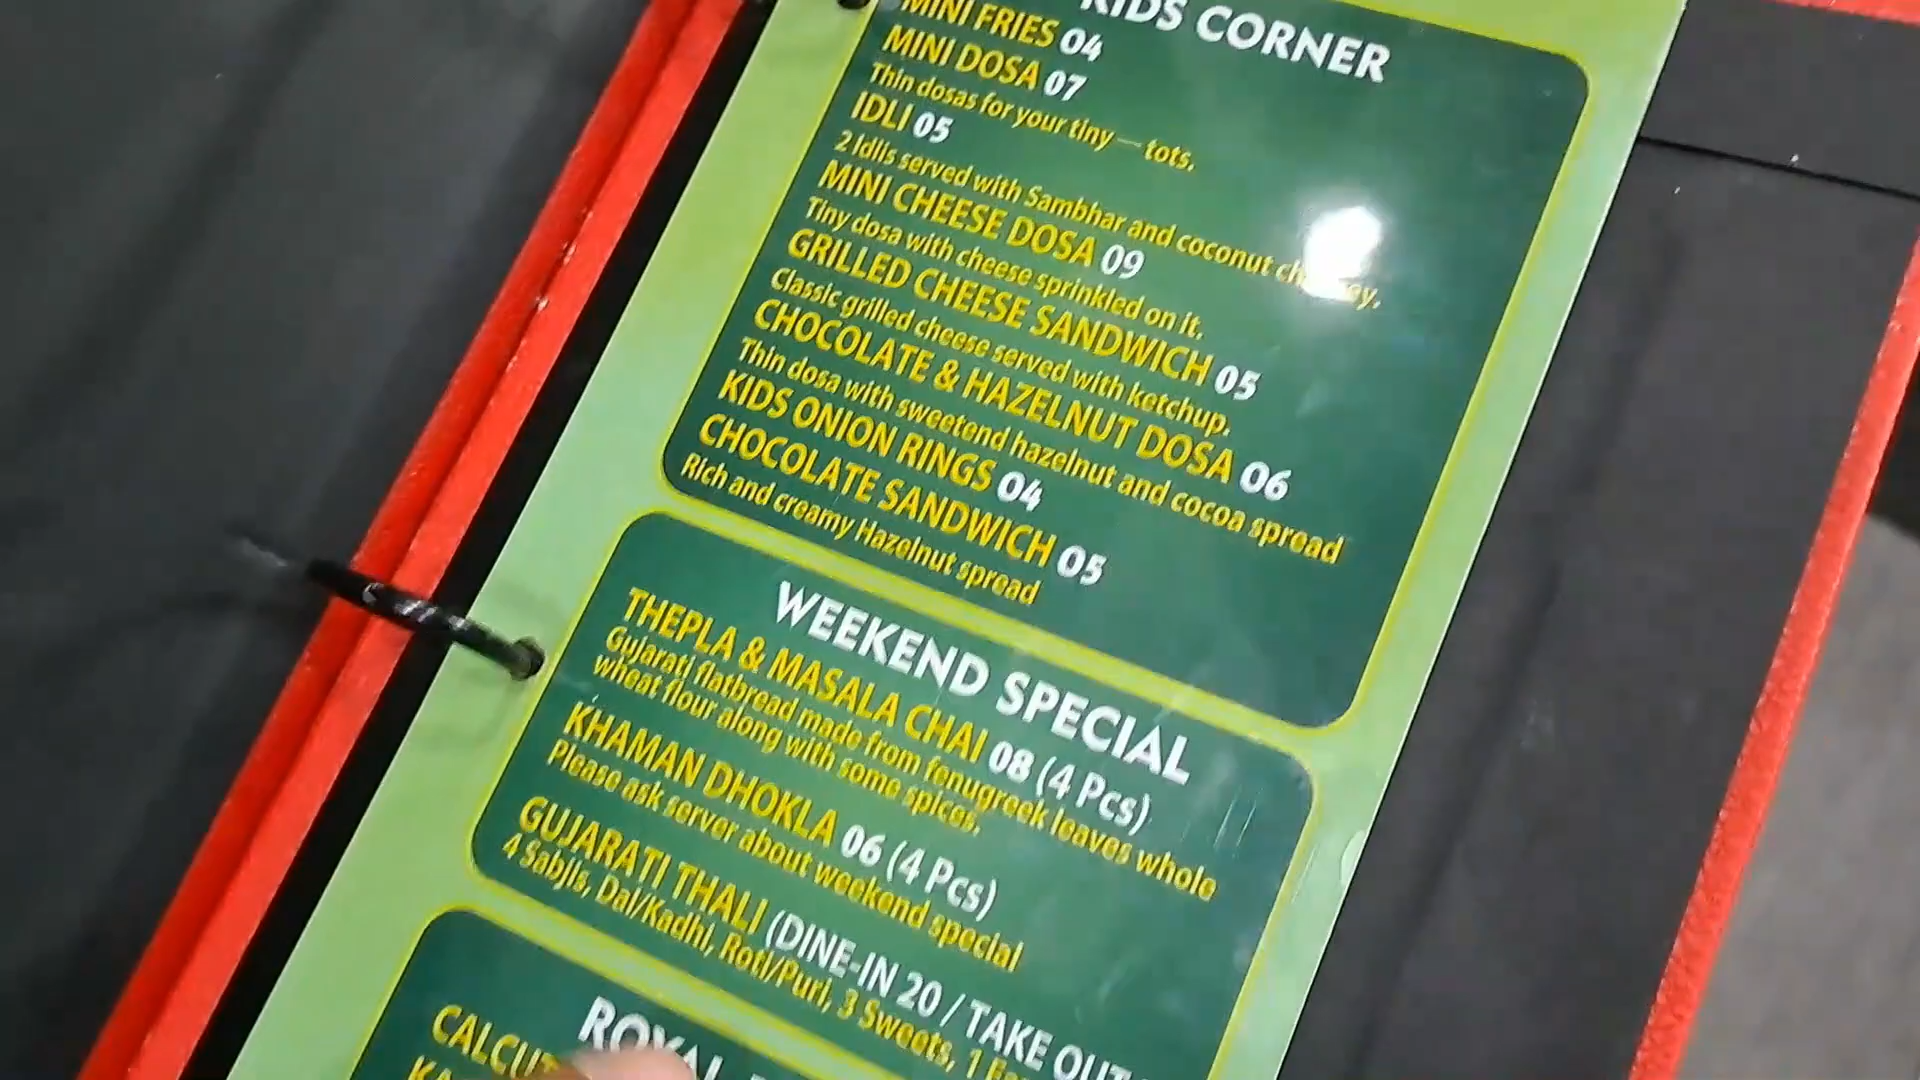 KIDS CORNER
MINI FRIES 04
MINI DOSA 07
Thin dosas for your tiny — tots.
IDLI 05
2 Idlis served with Sambhar and coconut
MINI CHEESE DOSA 09
Tiny dosa with cheese sprinkled on it.
GRILLED CHEESE SANDWICH 05
Classic grilled cheese served with ketchup.
CHOCOLATE & HAZELNUT DOSA 06
Thin dosa with sweetend hazelnut and cocoa spread
KIDS ONION RINGS 04
CHOCOLATE SANDWICH 05
Rich and creamy Hazelnut spread
WEEKEND SPECIAL
THEPLA & MASALA CHAI 08 (4 Pcs)
Gujarati flatbread made from fenugreek leaves whole
wheat flour along with some spices.
KHAMAN DHOKLA 06 (4 Pcs)
Please ask server about weekend special
GUJARATI THALI (DINE-IN 20 / TAKE OUT
4 Sabjis, Dal/Kadhi, Roti/Puri, 3 Sweets, 1
ROYAL